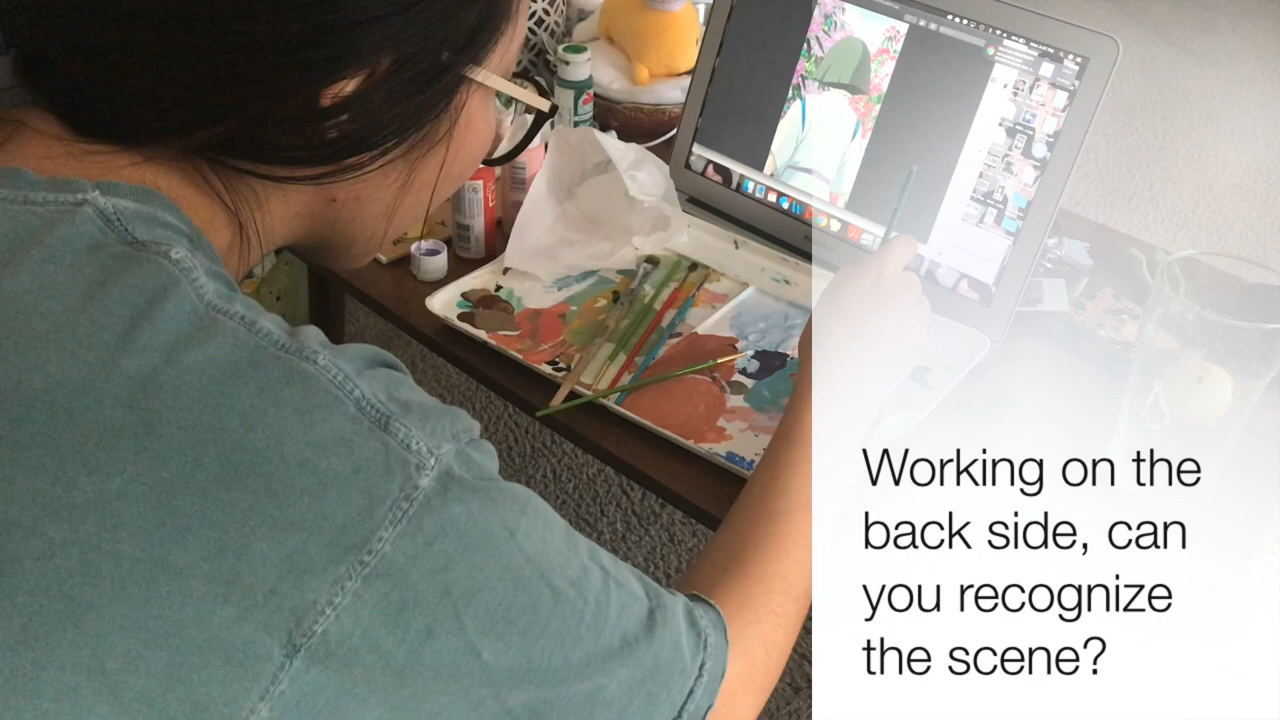 Working on the
back side, can
you recognize
the scene?